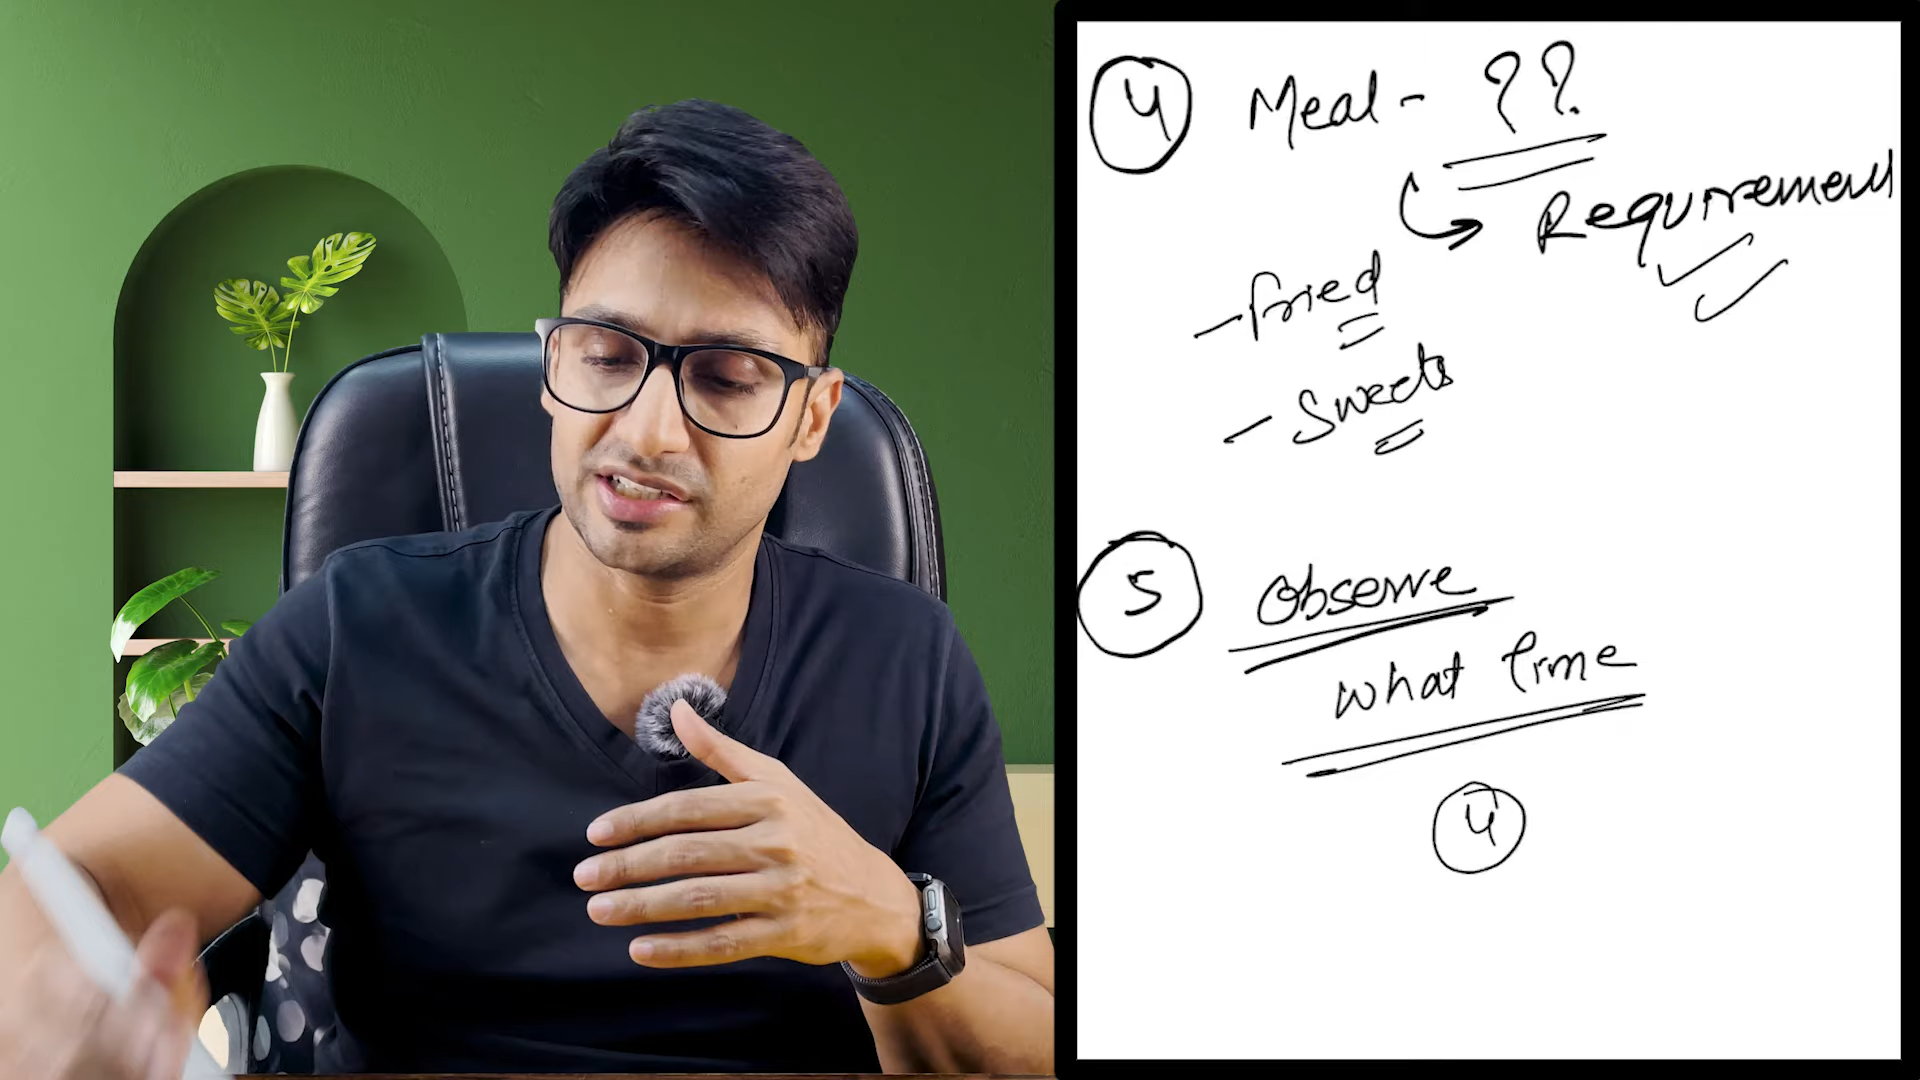 4 Meal - ??
Requirement
- fried
- Sweets
5 Observe
what time
4